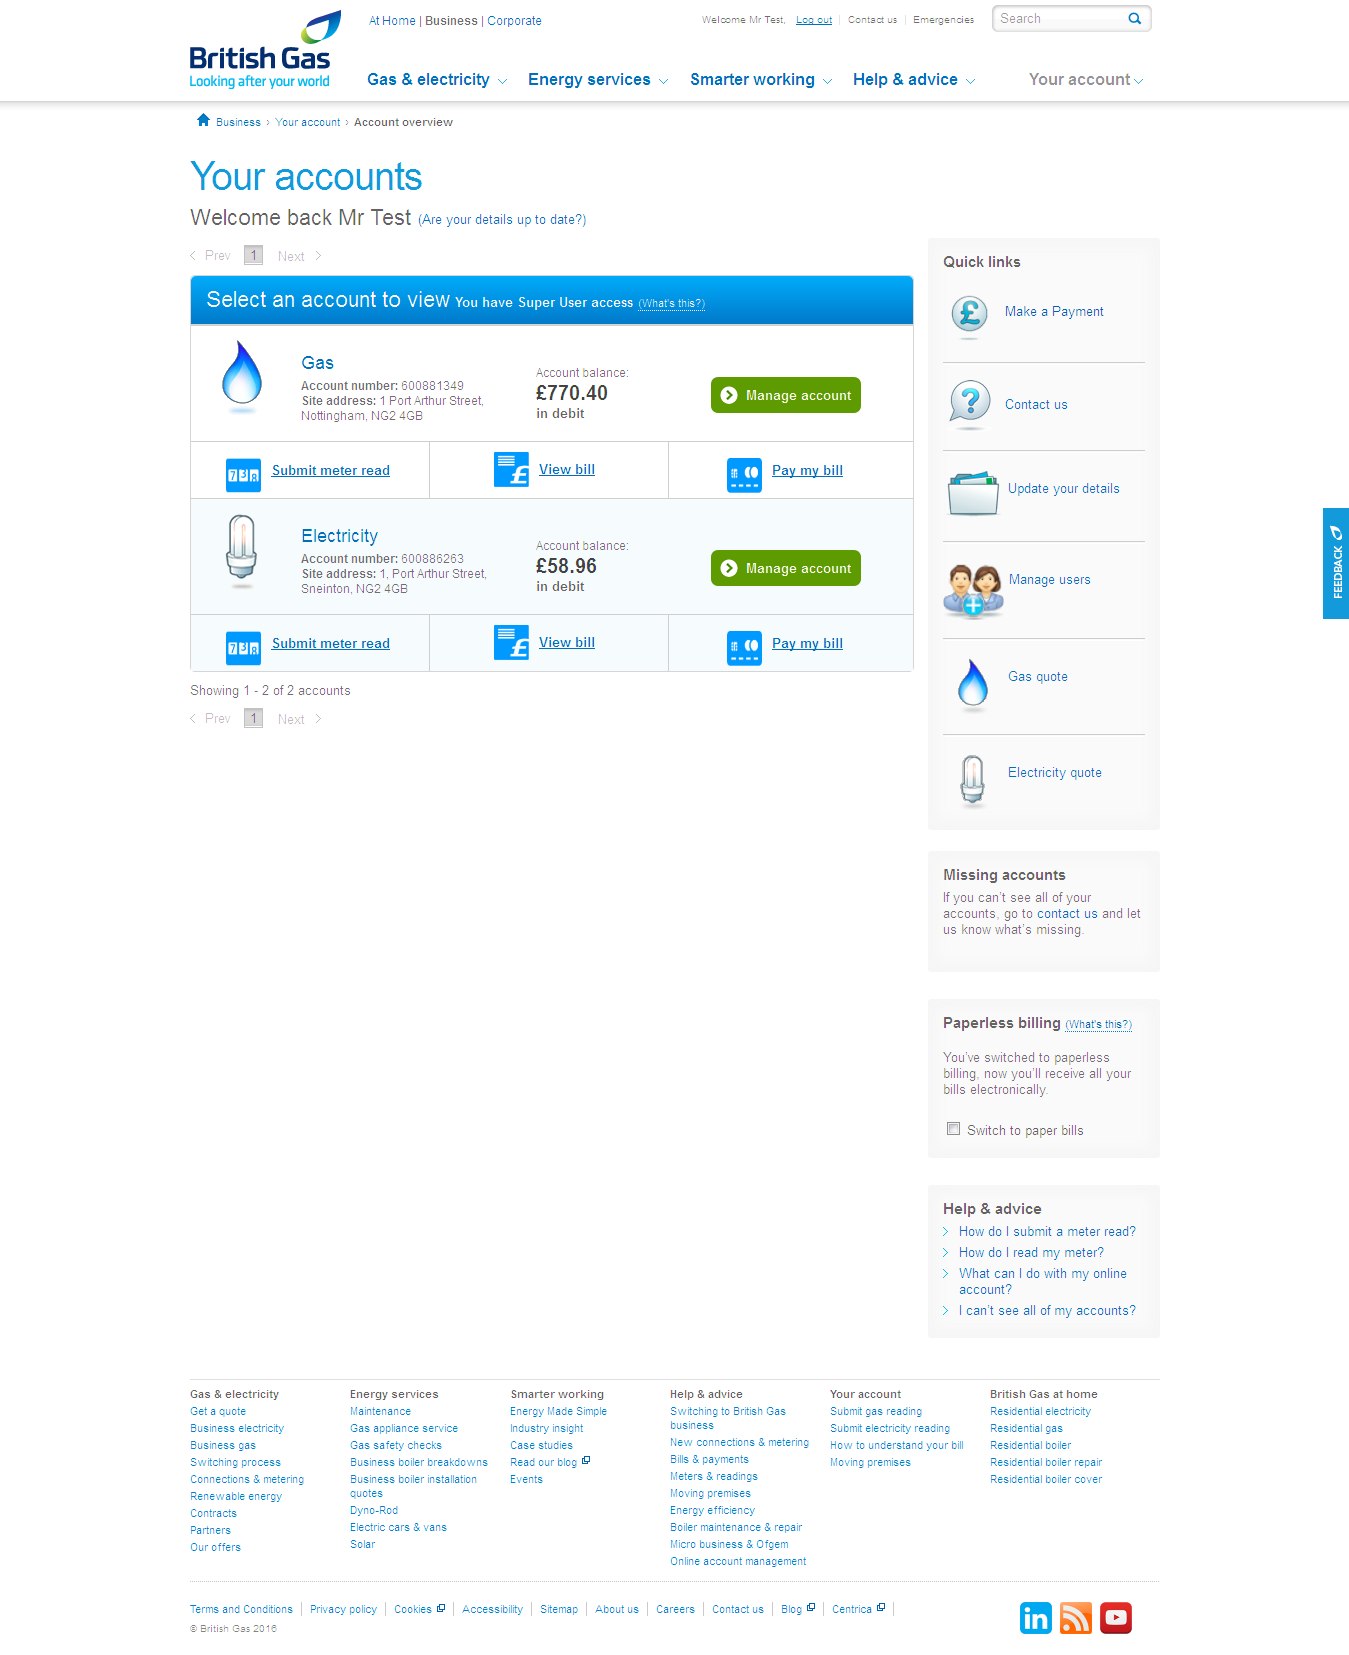 British Gas
Looking after your world
At Home | Business | Corporate
Welcome Mr Test, Log out Contact us Emergencies
Search
Gas & electricity Energy services Smarter working Help & advice Your account
Business › Your account › Account overview
Your accounts
Welcome back Mr Test (Are your details up to date?)
Prev 1 Next
Select an account to view You have Super User access (What's this?)
Gas
Account number: 600881349
Site address: 1 Port Arthur Street,
Nottingham, NG2 4GB
Account balance:
£770.40
in debit
Manage account
Submit meter read
View bill
Pay my bill
Electricity
Account number: 600886263
Site address: 1, Port Arthur Street,
Sneinton, NG2 4GB
Account balance:
£58.96
in debit
Manage account
Submit meter read
View bill
Pay my bill
Showing 1 - 2 of 2 accounts
Prev 1 Next
Quick links
Make a Payment
Contact us
Update your details
Manage users
Gas quote
Electricity quote
FEEDBACK
Missing accounts
If you can't see all of your
accounts, go to contact us and let
us know what's missing.
Paperless billing (What's this?)
You've switched to paperless
billing, now you'll receive all your
bills electronically.
Switch to paper bills
Help & advice
How do I submit a meter read?
How do I read my meter?
What can I do with my online
account?
I can't see all of my accounts?
Gas & electricity
Get a quote
Business electricity
Business gas
Switching process
Connections & metering
Renewable energy
Contracts
Partners
Our offers
Energy services
Maintenance
Gas appliance service
Gas safety checks
Business boiler breakdowns
Business boiler installation
quotes
Dyno-Rod
Electric cars & vans
Solar
Smarter working
Energy Made Simple
Industry insight
Case studies
Read our blog
Events
Help & advice
Switching to British Gas
business
New connections & metering
Bills & payments
Meters & readings
Moving premises
Energy efficiency
Boiler maintenance & repair
Micro business & Ofgem
Online account management
Your account
Submit gas reading
Submit electricity reading
How to understand your bill
Moving premises
British Gas at home
Residential electricity
Residential gas
Residential boiler
Residential boiler repair
Residential boiler cover
Terms and Conditions Privacy policy Cookies Accessibility Sitemap About us Careers Contact us Blog Centrica
© British Gas 2016